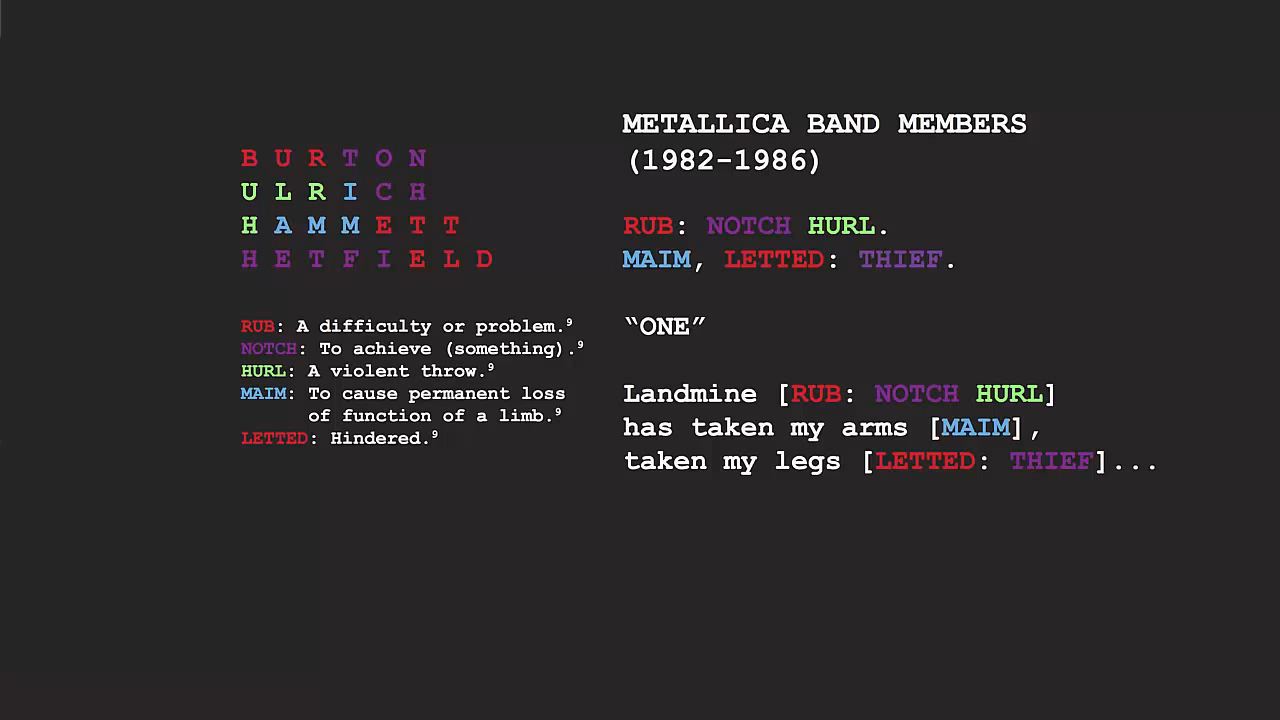 B U R T O N
U L R I C H
H A M M E T T
H E T F I E L D
RUB: A difficulty or problem.⁹
NOTCH: To achieve (something).⁹
HURL: A violent throw.⁹
MAIM: To cause permanent loss
of function of a limb.⁹
LETTED: Hindered.⁹
METALLICA BAND MEMBERS
(1982-1986)
RUB: NOTCH HURL.
MAIM, LETTED: THIEF.
“ONE”
Landmine [RUB: NOTCH HURL]
has taken my arms [MAIM],
taken my legs [LETTED: THIEF]...